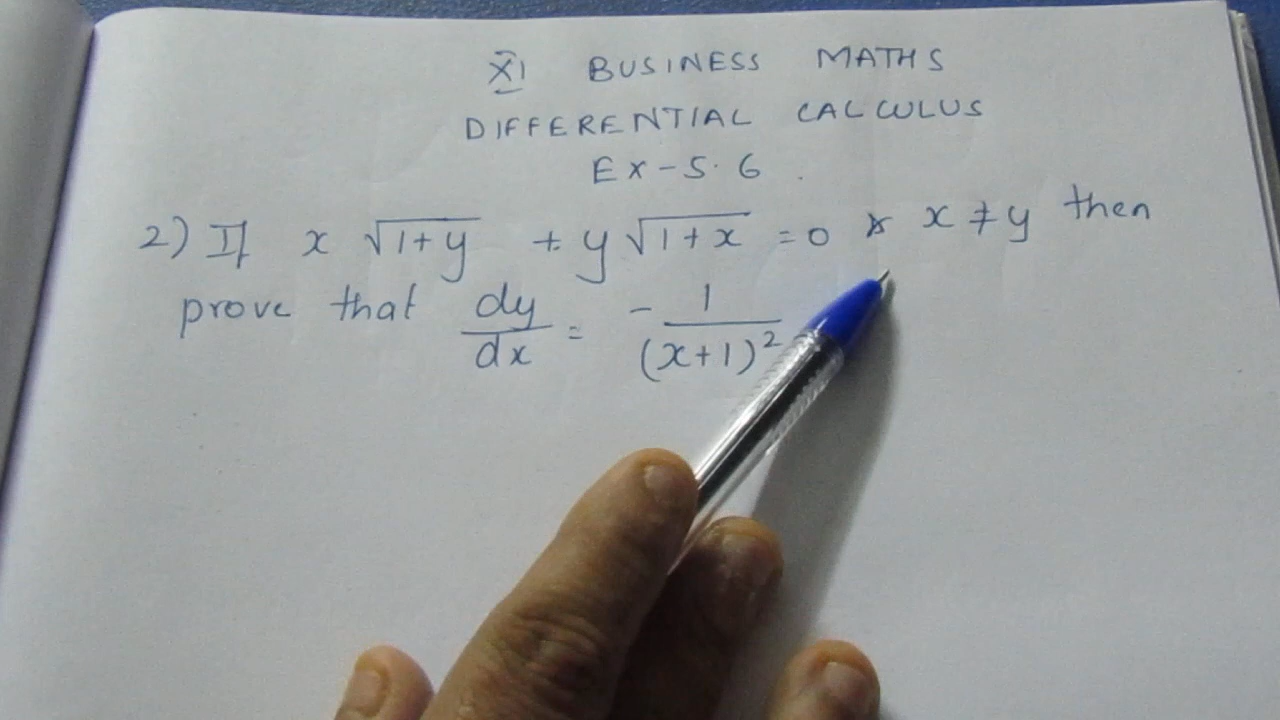 XI BUSINESS MATHS
DIFFERENTIAL CALCULUS
EX-5.6
2) If x √1+y + y √1+x = 0 & x ≠ y then
prove that dy/dx = - 1/(x+1)²